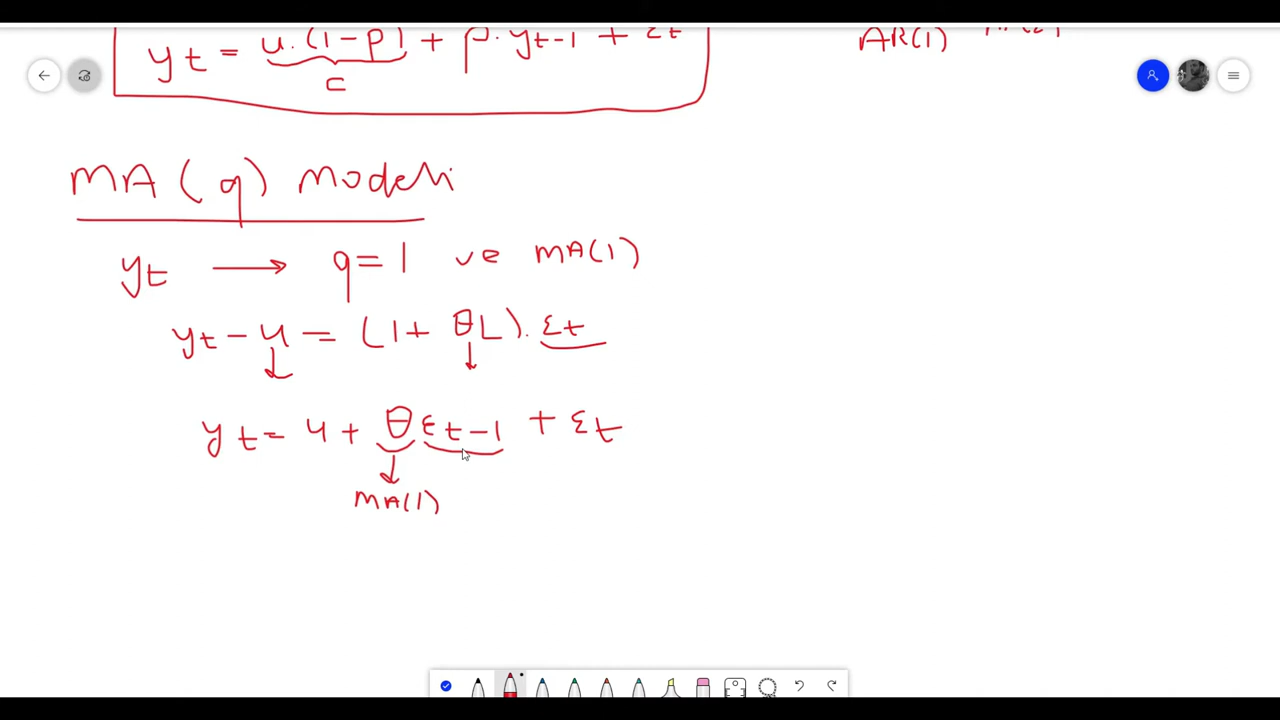 yt = u.(1-ρ) + ρ.yt-1 + εt
c
AR(1)
MA(q) modeli
yt → q=1 ve MA(1)
yt - u = (1+ θL).εt
yt = u + θεt-1 + εt
MA(1)